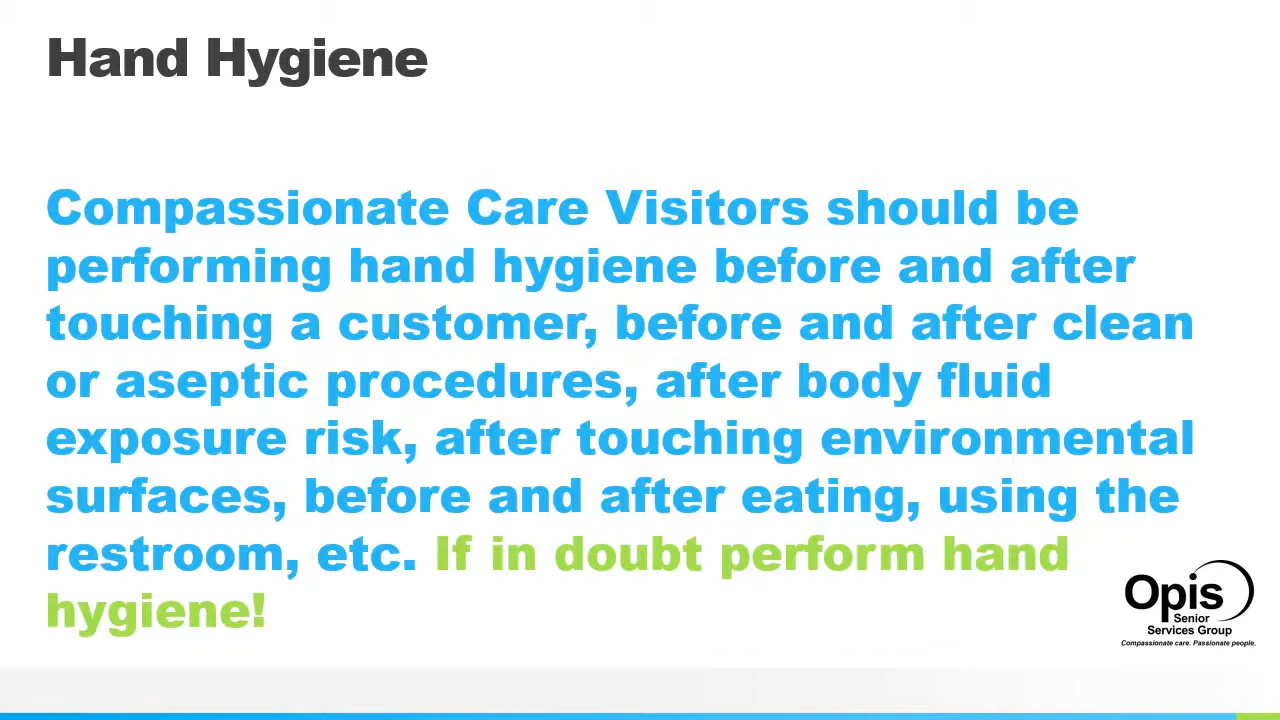 Hand Hygiene
Compassionate Care Visitors should be
performing hand hygiene before and after
touching a customer, before and after clean
or aseptic procedures, after body fluid
exposure risk, after touching environmental
surfaces, before and after eating, using the
restroom, etc. If in doubt perform hand
hygiene!
Opis
Senior
Services Group
Compassionate care. Passionate people.